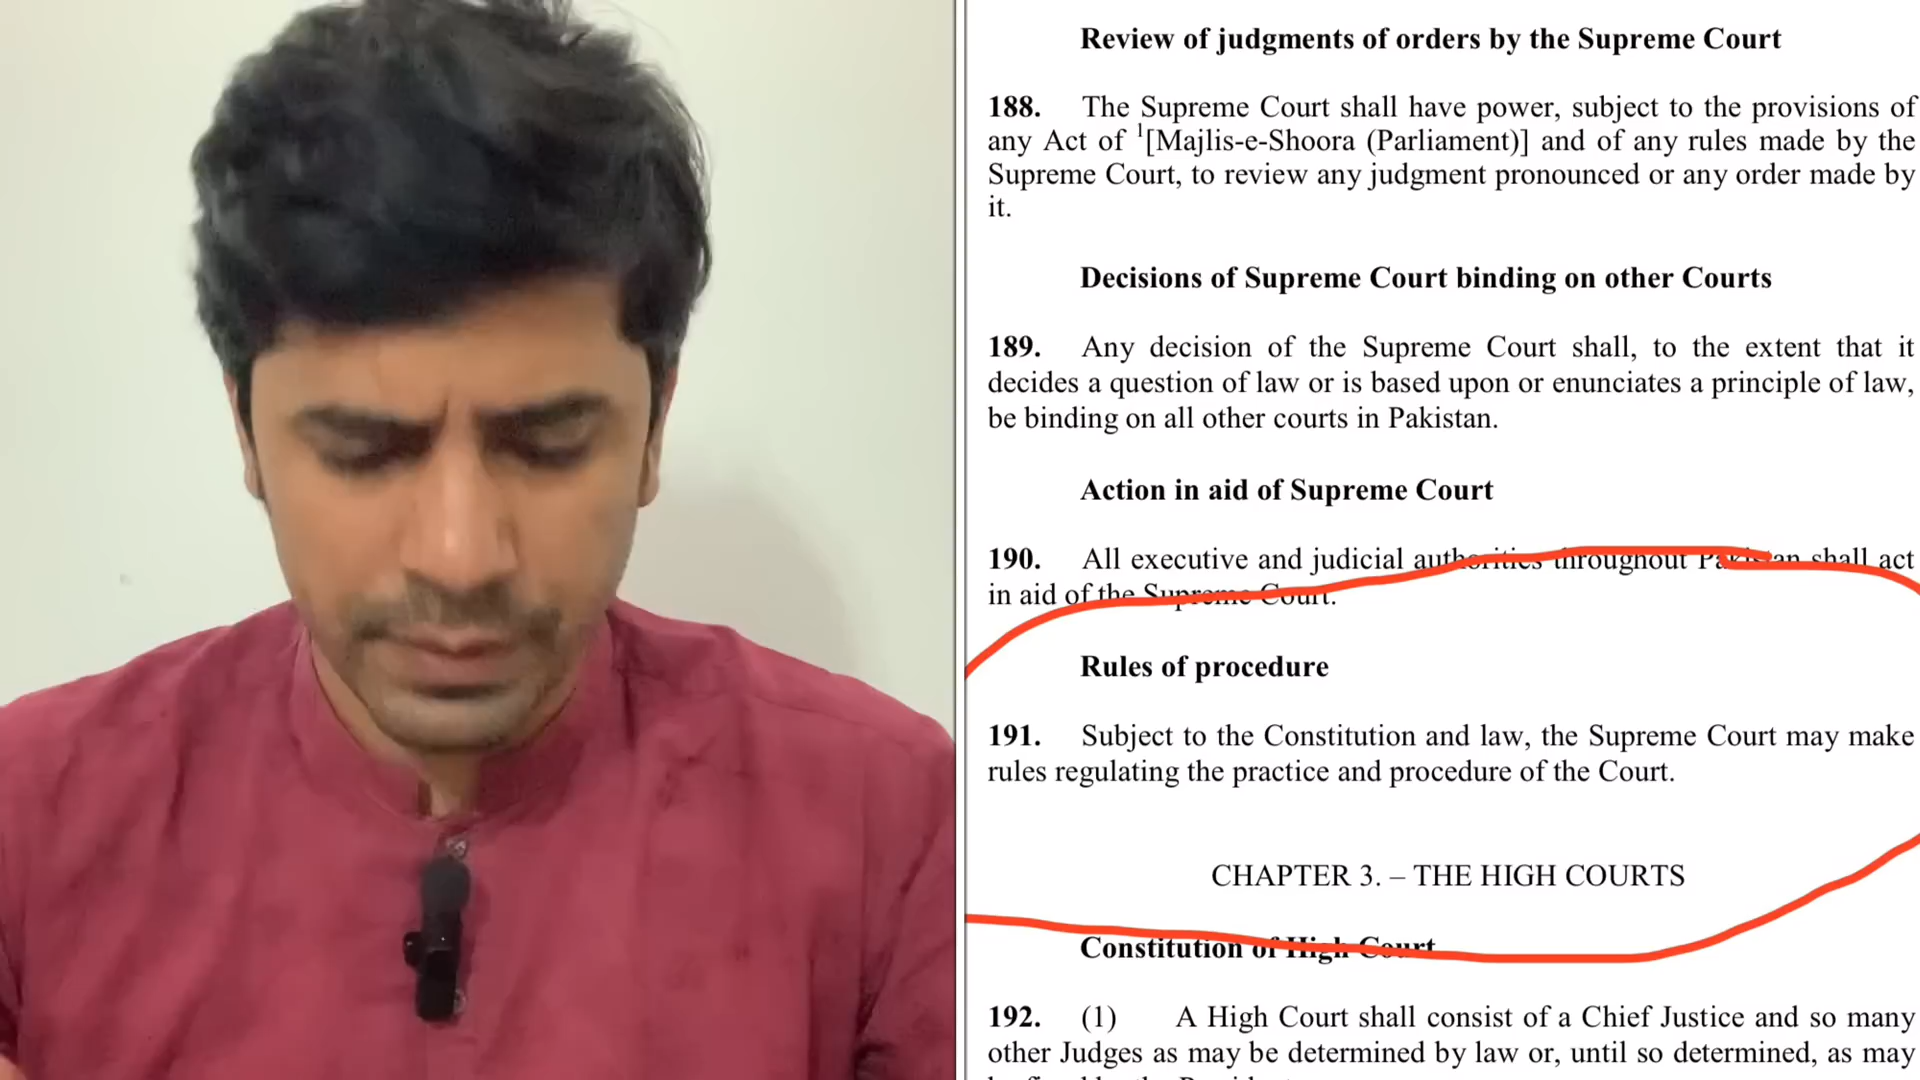 Review of judgments of orders by the Supreme Court
188. The Supreme Court shall have power, subject to the provisions of
any Act of ¹[Majlis-e-Shoora (Parliament)] and of any rules made by the
Supreme Court, to review any judgment pronounced or any order made by
it.
Decisions of Supreme Court binding on other Courts
189. Any decision of the Supreme Court shall, to the extent that it
decides a question of law or is based upon or enunciates a principle of law,
be binding on all other courts in Pakistan.
Action in aid of Supreme Court
190. All executive and judicial authorities throughout Pakistan shall act
in aid of the Supreme Court.
Rules of procedure
191. Subject to the Constitution and law, the Supreme Court may make
rules regulating the practice and procedure of the Court.
CHAPTER 3. – THE HIGH COURTS
Constitution of High Court
192. (1) A High Court shall consist of a Chief Justice and so many
other Judges as may be determined by law or, until so determined, as may